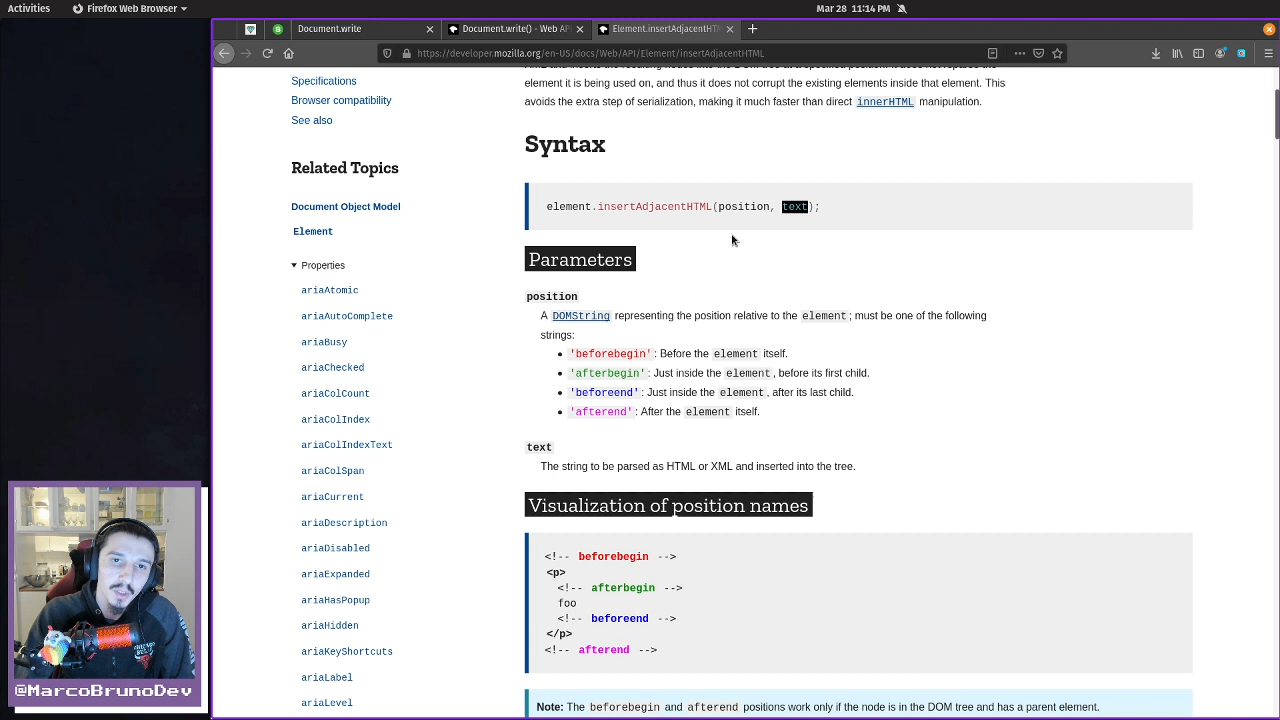 Activities Firefox Web Browser Mar 28 11:14 PM
Document.write Document.write() - Web AP Element.insertAdjacentHTM
https://developer.mozilla.org/en-US/docs/Web/API/Element/insertAdjacentHTML
element it is being used on, and thus it does not corrupt the existing elements inside that element. This
avoids the extra step of serialization, making it much faster than direct innerHTML manipulation.
Syntax
element.insertAdjacentHTML(position, text);
Parameters
position
A DOMString representing the position relative to the element; must be one of the following
strings:
• 'beforebegin': Before the element itself.
• 'afterbegin': Just inside the element, before its first child.
• 'beforeend': Just inside the element, after its last child.
• 'afterend': After the element itself.
text
The string to be parsed as HTML or XML and inserted into the tree.
Visualization of position names
<!-- beforebegin -->
<p>
<!-- afterbegin -->
foo
<!-- beforeend -->
</p>
<!-- afterend -->
Note: The beforebegin and afterend positions work only if the node is in the DOM tree and has a parent element.
Specifications
Browser compatibility
See also
Related Topics
Document Object Model
Element
Properties
ariaAtomic
ariaAutoComplete
ariaBusy
ariaChecked
ariaColCount
ariaColIndex
ariaColIndexText
ariaColSpan
ariaCurrent
ariaDescription
ariaDisabled
ariaExpanded
ariaHasPopup
ariaHidden
ariaKeyShortcuts
ariaLabel
ariaLevel
@MarcoBrunoDev